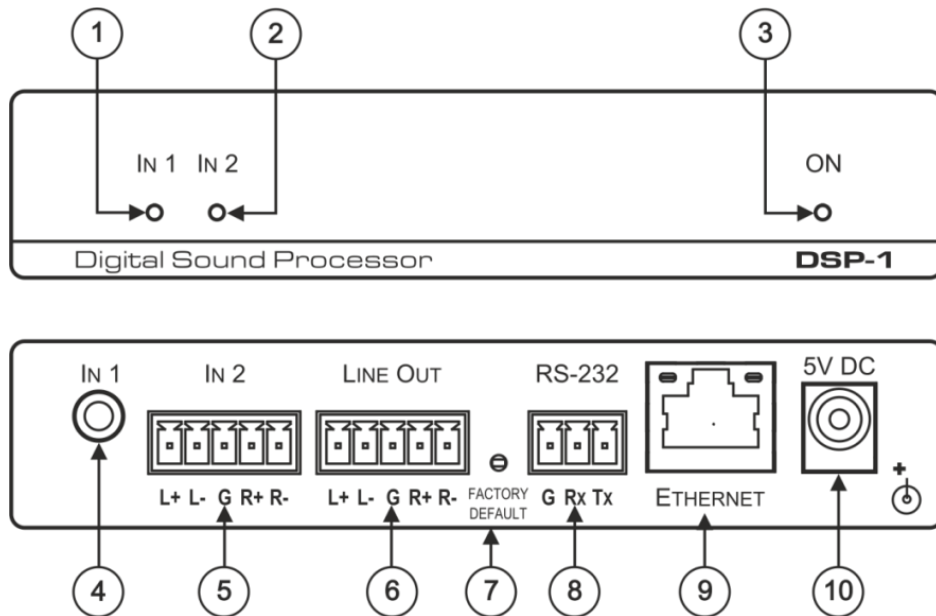 1 2 3
IN 1 IN 2 ON
Digital Sound Processor DSP-1
IN 1 IN 2 LINE OUT RS-232 5V DC
L+ L- G R+ R- L+ L- G R+ R- FACTORY DEFAULT G Rx Tx ETHERNET +
4 5 6 7 8 9 10